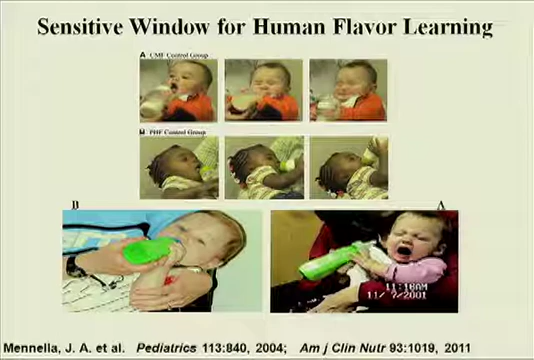 Sensitive Window for Human Flavor Learning
A CMF Control Group
B PHF Control Group
B
A
11:10AM
11/ 7/2001
Mennella, J. A. et al. Pediatrics 113:840, 2004; Am j Clin Nutr 93:1019, 2011